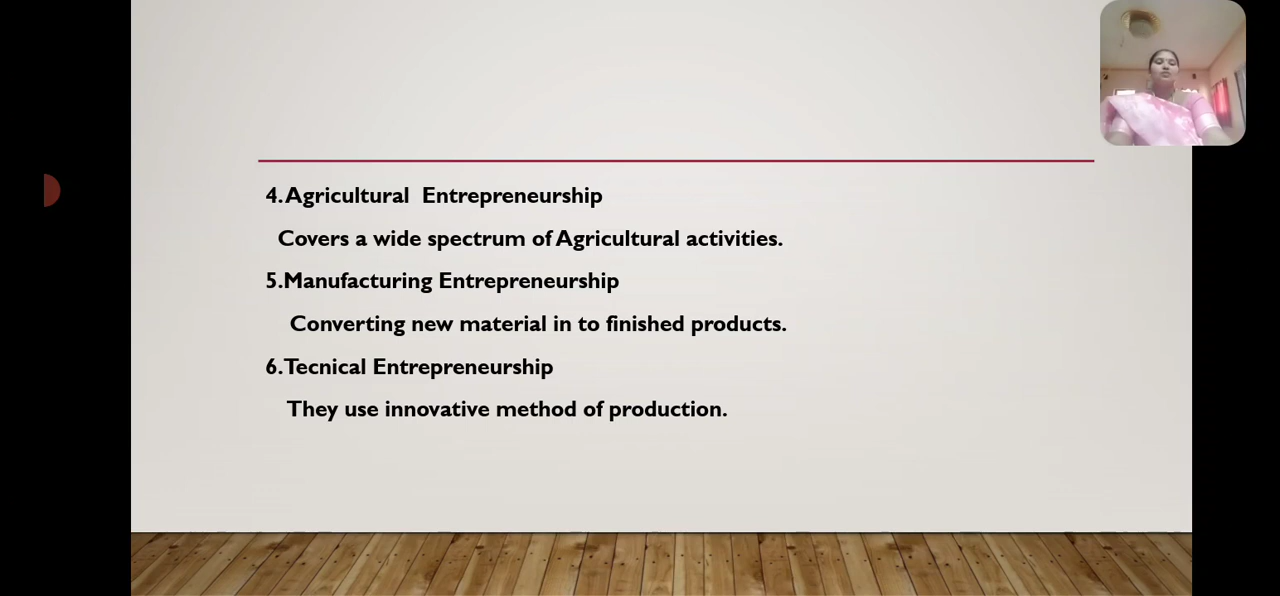 4.Agricultural Entrepreneurship
Covers a wide spectrum of Agricultural activities.
5.Manufacturing Entrepreneurship
Converting new material in to finished products.
6.Tecnical Entrepreneurship
They use innovative method of production.